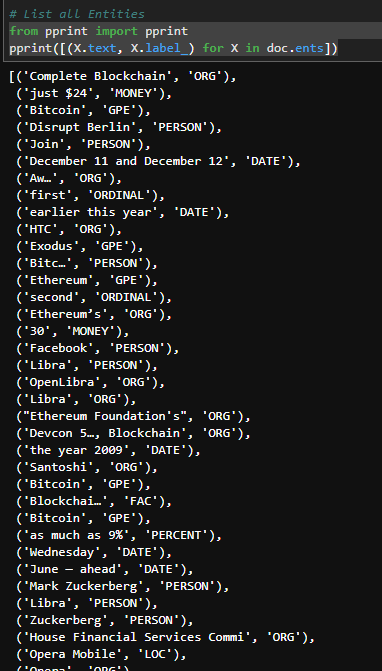 # List all Entities
from pprint import pprint
pprint([(X.text, X.label_) for X in doc.ents])
[('Complete Blockchain', 'ORG'),
('just $24', 'MONEY'),
('Bitcoin', 'GPE'),
('Disrupt Berlin', 'PERSON'),
('Join', 'PERSON'),
('December 11 and December 12', 'DATE'),
('Aw…', 'ORG'),
('first', 'ORDINAL'),
('earlier this year', 'DATE'),
('HTC', 'ORG'),
('Exodus', 'GPE'),
('Bitc…', 'PERSON'),
('Ethereum', 'GPE'),
('second', 'ORDINAL'),
('Ethereum’s', 'ORG'),
('30', 'MONEY'),
('Facebook', 'PERSON'),
('Libra', 'PERSON'),
('OpenLibra', 'ORG'),
('Libra', 'ORG'),
("Ethereum Foundation's", 'ORG'),
('Devcon 5…, Blockchain', 'ORG'),
('the year 2009', 'DATE'),
('Santoshi', 'ORG'),
('Bitcoin', 'GPE'),
('Blockchai…', 'FAC'),
('Bitcoin', 'GPE'),
('as much as 9%', 'PERCENT'),
('Wednesday', 'DATE'),
('June — ahead', 'DATE'),
('Mark Zuckerberg', 'PERSON'),
('Libra', 'PERSON'),
('Zuckerberg', 'PERSON'),
('House Financial Services Commi', 'ORG'),
('Opera Mobile', 'LOC'),
('Opera', 'ORG'),